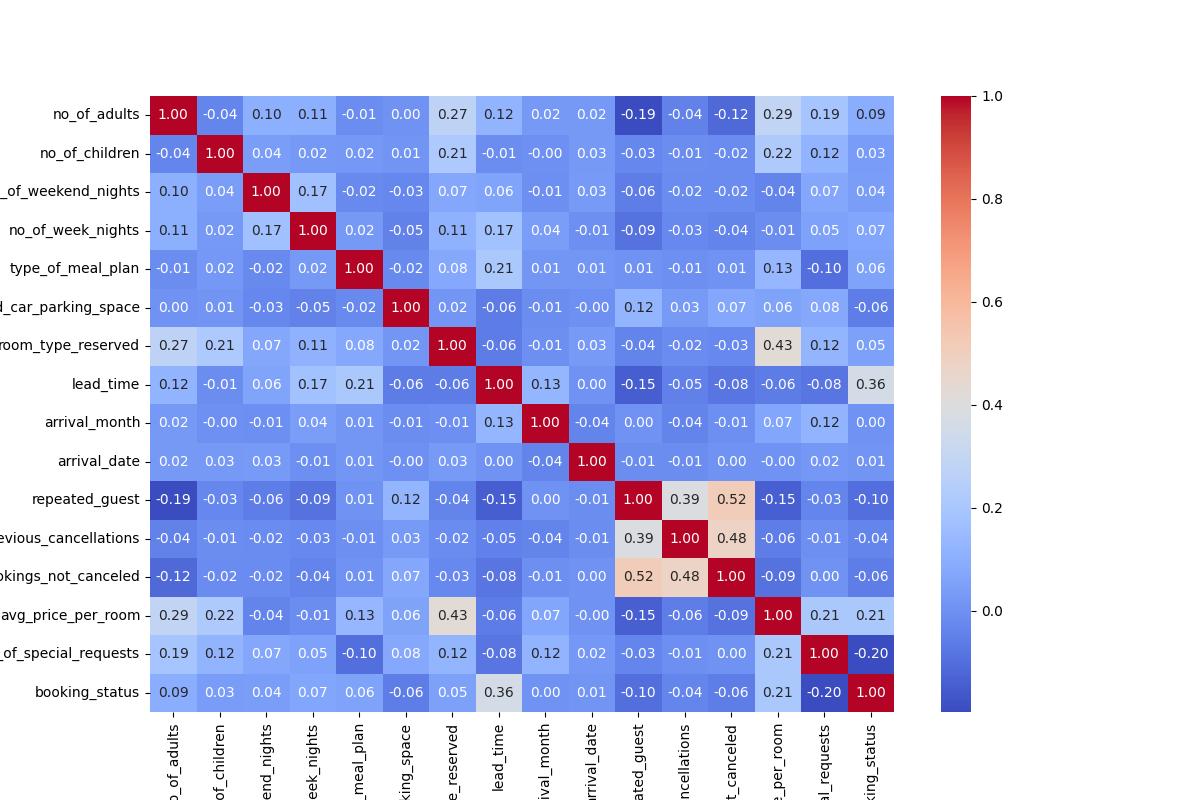 no_of_adults 1.00 -0.04 0.10 0.11 -0.01 0.00 0.27 0.12 0.02 0.02 -0.19 -0.04 -0.12 0.29 0.19 0.09 1.0
no_of_children -0.04 1.00 0.04 0.02 0.02 0.01 0.21 -0.01 -0.00 0.03 -0.03 -0.01 -0.02 0.22 0.12 0.03
_of_weekend_nights 0.10 0.04 1.00 0.17 -0.02 -0.03 0.07 0.06 -0.01 0.03 -0.06 -0.02 -0.02 -0.04 0.07 0.04 0.8
no_of_week_nights 0.11 0.02 0.17 1.00 0.02 -0.05 0.11 0.17 0.04 -0.01 -0.09 -0.03 -0.04 -0.01 0.05 0.07
type_of_meal_plan -0.01 0.02 -0.02 0.02 1.00 -0.02 0.08 0.21 0.01 0.01 0.01 -0.01 0.01 0.13 -0.10 0.06
d_car_parking_space 0.00 0.01 -0.03 -0.05 -0.02 1.00 0.02 -0.06 -0.01 -0.00 0.12 0.03 0.07 0.06 0.08 -0.06 0.6
room_type_reserved 0.27 0.21 0.07 0.11 0.08 0.02 1.00 -0.06 -0.01 0.03 -0.04 -0.02 -0.03 0.43 0.12 0.05
lead_time 0.12 -0.01 0.06 0.17 0.21 -0.06 -0.06 1.00 0.13 0.00 -0.15 -0.05 -0.08 -0.06 -0.08 0.36 0.4
arrival_month 0.02 -0.00 -0.01 0.04 0.01 -0.01 -0.01 0.13 1.00 -0.04 0.00 -0.04 -0.01 0.07 0.12 0.00
arrival_date 0.02 0.03 0.03 -0.01 0.01 -0.00 0.03 0.00 -0.04 1.00 -0.01 -0.01 0.00 -0.00 0.02 0.01
repeated_guest -0.19 -0.03 -0.06 -0.09 0.01 0.12 -0.04 -0.15 0.00 -0.01 1.00 0.39 0.52 -0.15 -0.03 -0.10 0.2
evious_cancellations -0.04 -0.01 -0.02 -0.03 -0.01 0.03 -0.02 -0.05 -0.04 -0.01 0.39 1.00 0.48 -0.06 -0.01 -0.04
okings_not_canceled -0.12 -0.02 -0.02 -0.04 0.01 0.07 -0.03 -0.08 -0.01 0.00 0.52 0.48 1.00 -0.09 0.00 -0.06
avg_price_per_room 0.29 0.22 -0.04 -0.01 0.13 0.06 0.43 -0.06 0.07 -0.00 -0.15 -0.06 -0.09 1.00 0.21 0.21 0.0
_of_special_requests 0.19 0.12 0.07 0.05 -0.10 0.08 0.12 -0.08 0.12 0.02 -0.03 -0.01 0.00 0.21 1.00 -0.20
booking_status 0.09 0.03 0.04 0.07 0.06 -0.06 0.05 0.36 0.00 0.01 -0.10 -0.04 -0.06 0.21 -0.20 1.00
o_of_adults
of_children
end_nights
eek_nights
_meal_plan
king_space
e_reserved
lead_time
ival_month
arrival_date
ated_guest
ncellations
t_canceled
e_per_room
al_requests
king_status